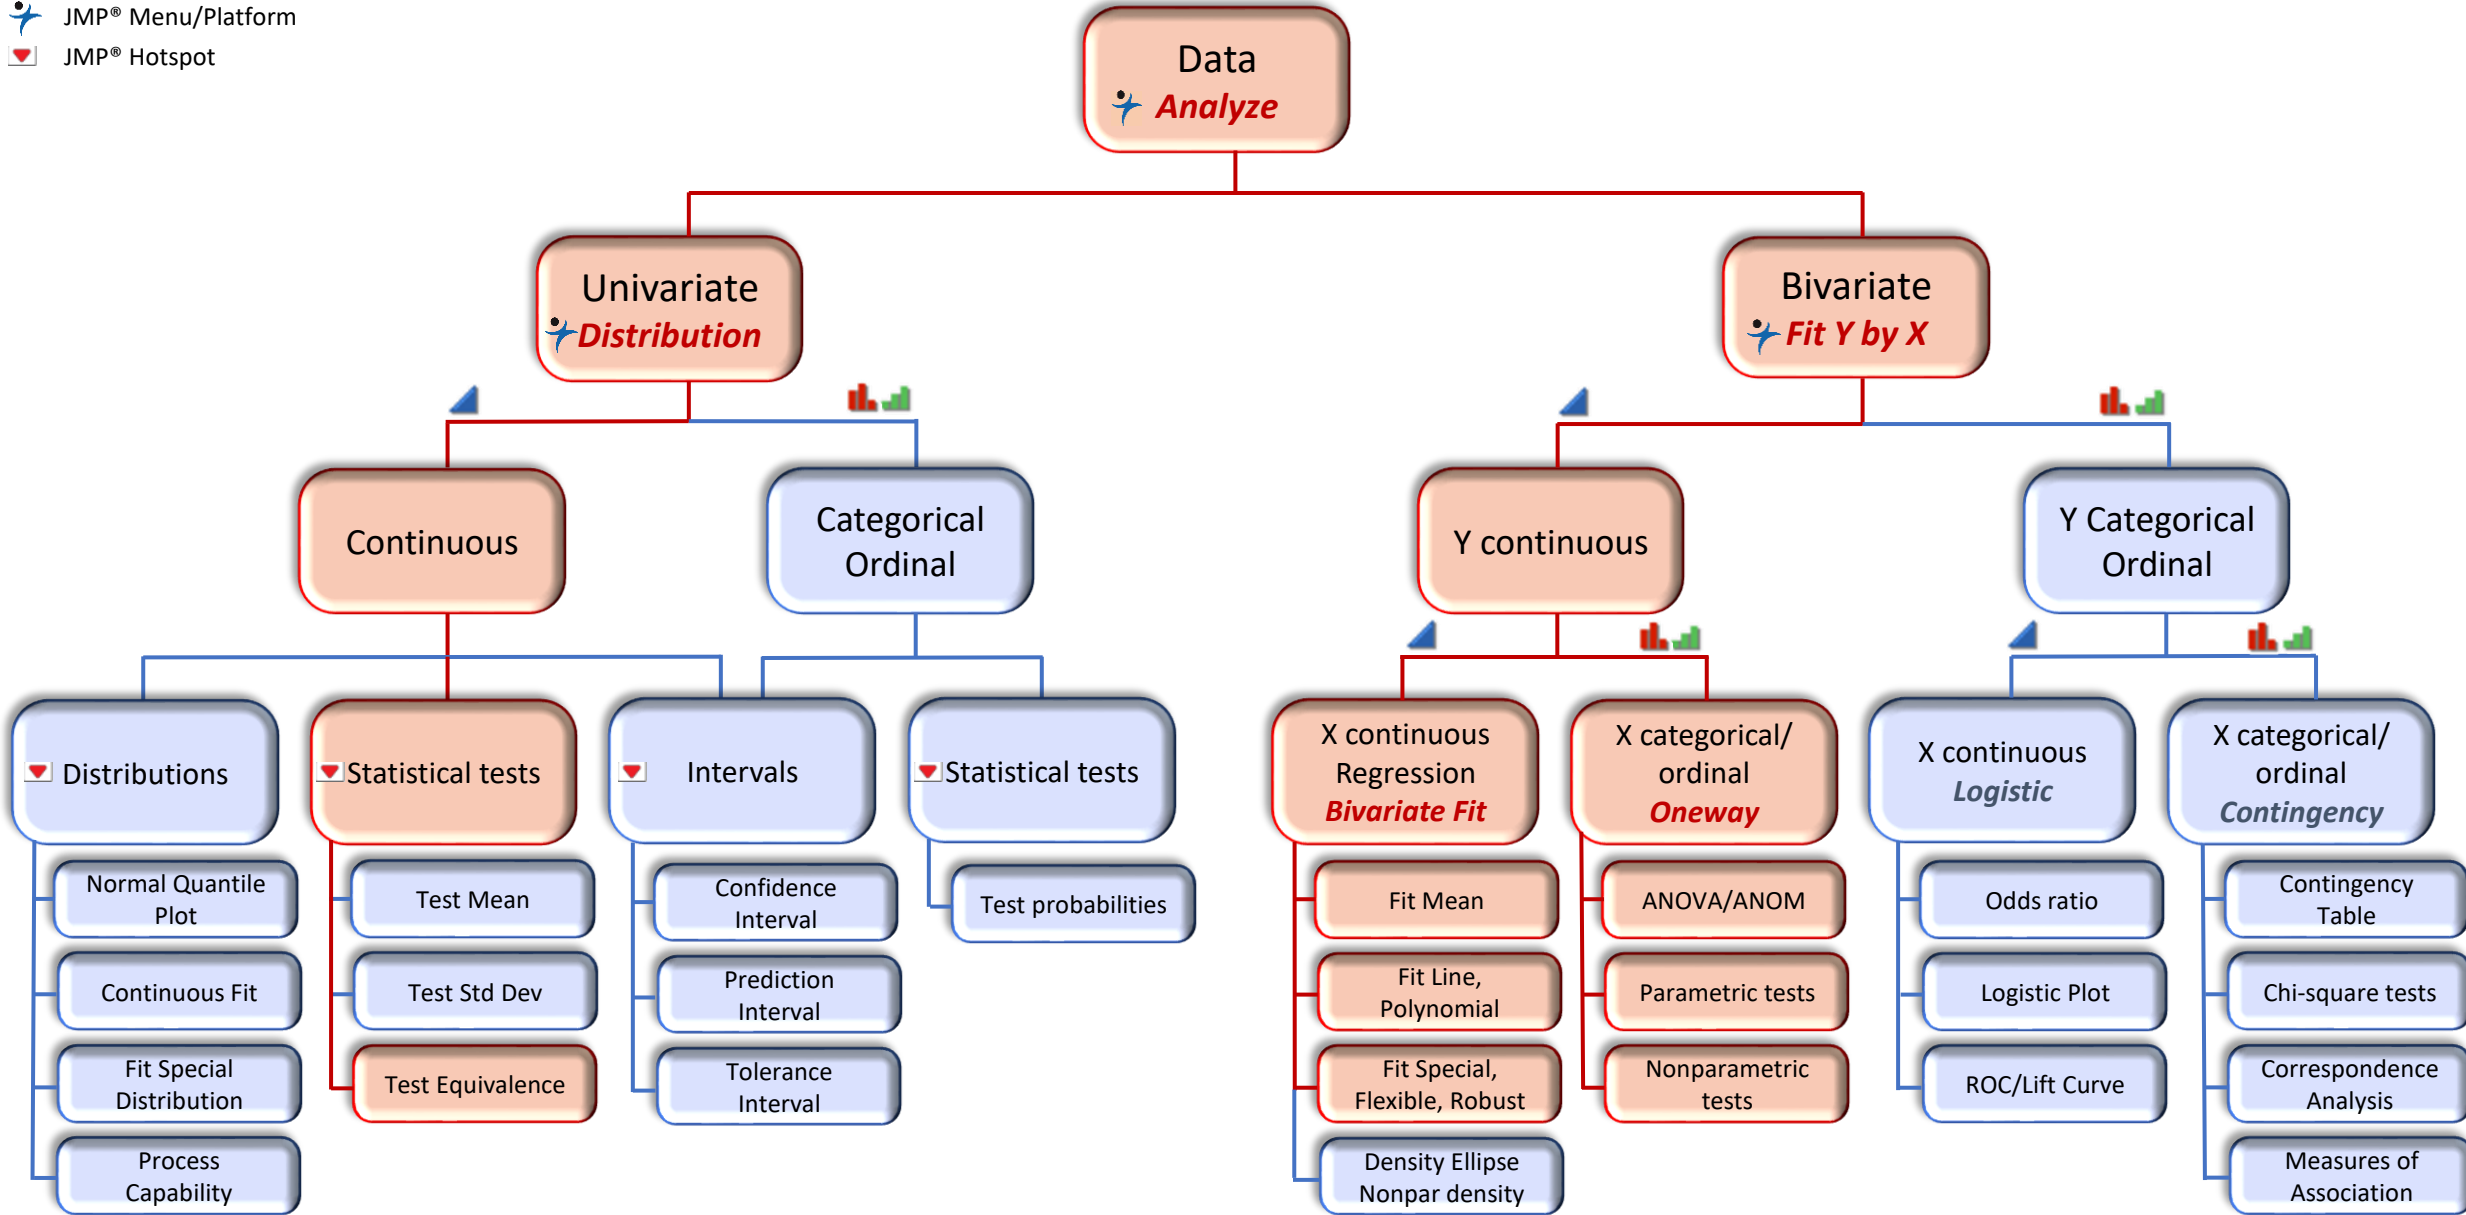 JMP® Menu/Platform
JMP® Hotspot
Data
Analyze
Univariate
Distribution
Bivariate
Fit Y by X
Continuous
Categorical
Ordinal
Y continuous
Y Categorical
Ordinal
Distributions
Statistical tests
Intervals
Statistical tests
X continuous
Regression
Bivariate Fit
X categorical/
ordinal
Oneway
X continuous
Logistic
X categorical/
ordinal
Contingency
Normal Quantile
Plot
Continuous Fit
Fit Special
Distribution
Process
Capability
Test Mean
Test Std Dev
Test Equivalence
Confidence
Interval
Prediction
Interval
Tolerance
Interval
Test probabilities
Fit Mean
Fit Line,
Polynomial
Fit Special,
Flexible, Robust
Density Ellipse
Nonpar density
ANOVA/ANOM
Parametric tests
Nonparametric
tests
Odds ratio
Logistic Plot
ROC/Lift Curve
Contingency
Table
Chi-square tests
Correspondence
Analysis
Measures of
Association